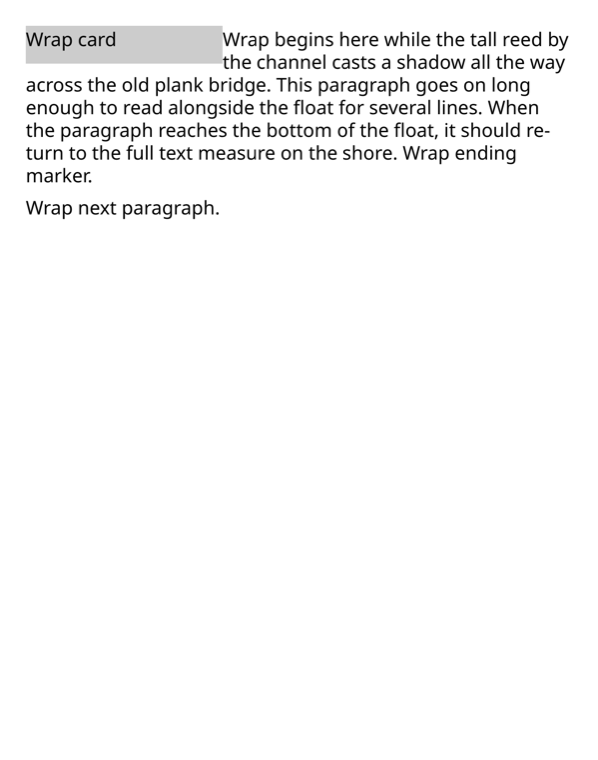 Wrap card
Wrap begins here while the tall reed by
the channel casts a shadow all the way
across the old plank bridge. This paragraph goes on long
enough to read alongside the float for several lines. When
the paragraph reaches the bottom of the float, it should re-
turn to the full text measure on the shore. Wrap ending
marker.
Wrap next paragraph.